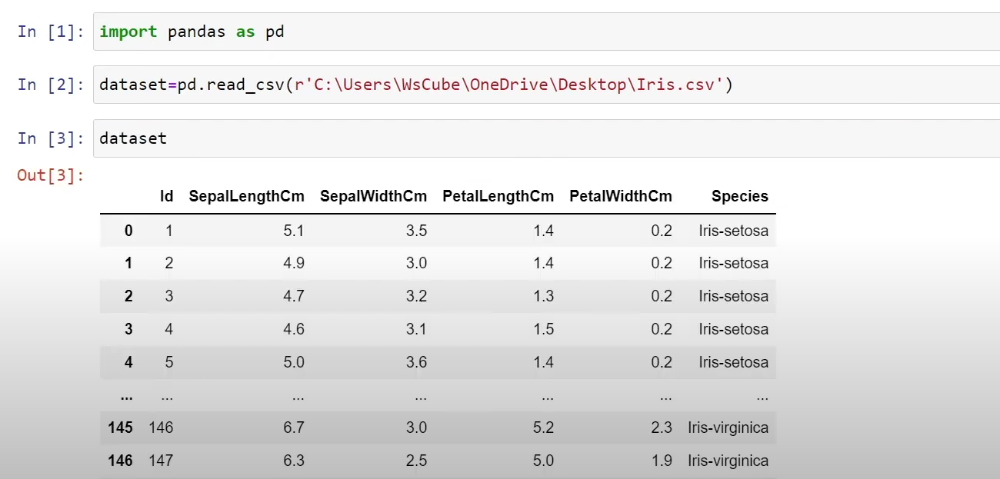 In [1]: import pandas as pd
In [2]: dataset=pd.read_csv(r'C:\Users\WsCube\OneDrive\Desktop\Iris.csv')
In [3]: dataset
Out[3]:
Id SepalLengthCm SepalWidthCm PetalLengthCm PetalWidthCm Species
0 1 5.1 3.5 1.4 0.2 Iris-setosa
1 2 4.9 3.0 1.4 0.2 Iris-setosa
2 3 4.7 3.2 1.3 0.2 Iris-setosa
3 4 4.6 3.1 1.5 0.2 Iris-setosa
4 5 5.0 3.6 1.4 0.2 Iris-setosa
... ... ... ... ... ... ...
145 146 6.7 3.0 5.2 2.3 Iris-virginica
146 147 6.3 2.5 5.0 1.9 Iris-virginica